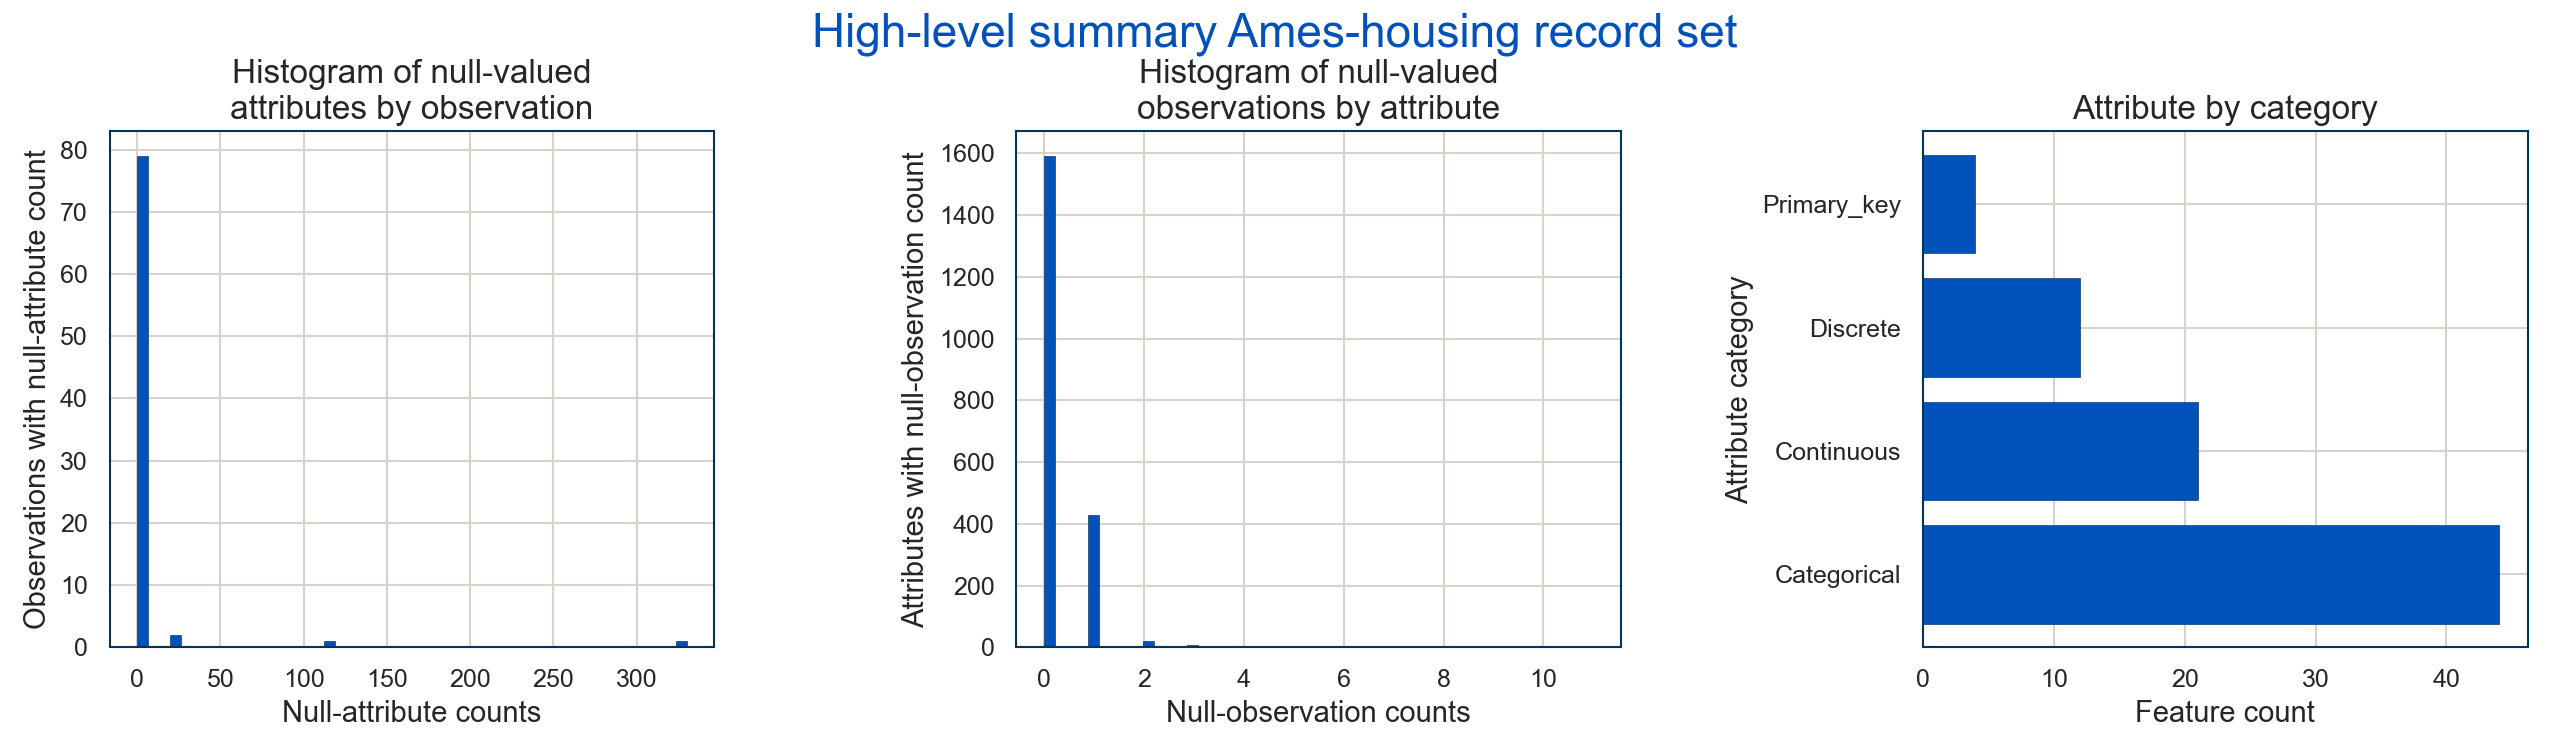 High-level summary Ames-housing record set
Histogram of null-valued
attributes by observation
Observations with null-attribute count
80
70
60
50
40
30
20
10
0
0 50 100 150 200 250 300
Null-attribute counts
Histogram of null-valued
observations by attribute
Attributes with null-observation count
1600
1400
1200
1000
800
600
400
200
0
0 2 4 6 8 10
Null-observation counts
Attribute by category
Attribute category
Primary_key
Discrete
Continuous
Categorical
0 10 20 30 40
Feature count